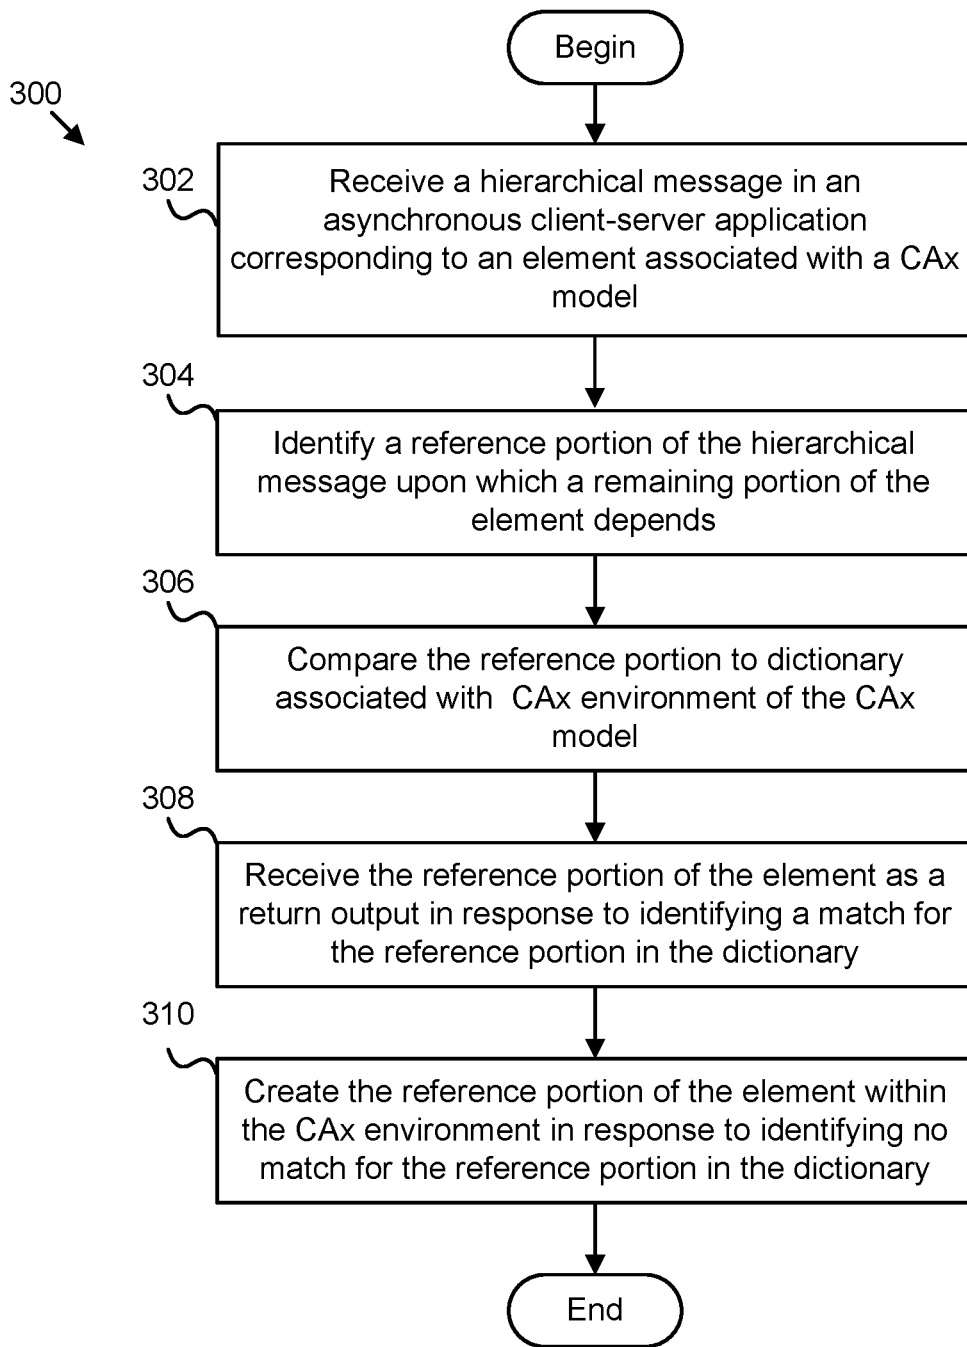 Begin
300
302
Receive a hierarchical message in an
asynchronous client-server application
corresponding to an element associated with a CAx
model
304
Identify a reference portion of the hierarchical
message upon which a remaining portion of the
element depends
306
Compare the reference portion to dictionary
associated with CAx environment of the CAx
model
308
Receive the reference portion of the element as a
return output in response to identifying a match for
the reference portion in the dictionary
310
Create the reference portion of the element within
the CAx environment in response to identifying no
match for the reference portion in the dictionary
End